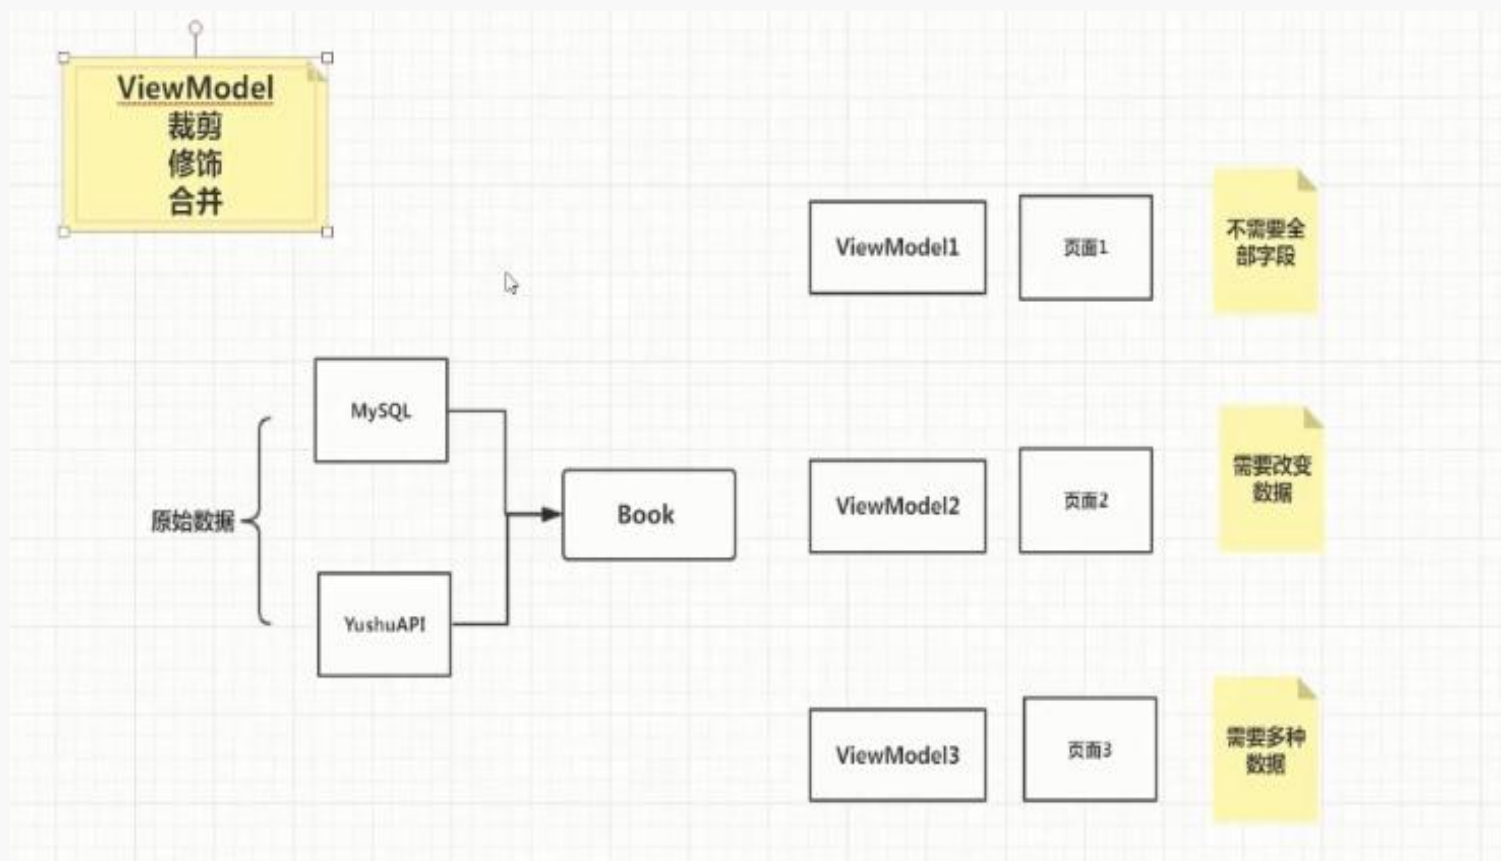 ViewModel
裁剪
修饰
合并
ViewModel1
页面1
不需要全
部字段
MySQL
原始数据
Book
YushuAPI
ViewModel2
页面2
需要改变
数据
ViewModel3
页面3
需要多种
数据